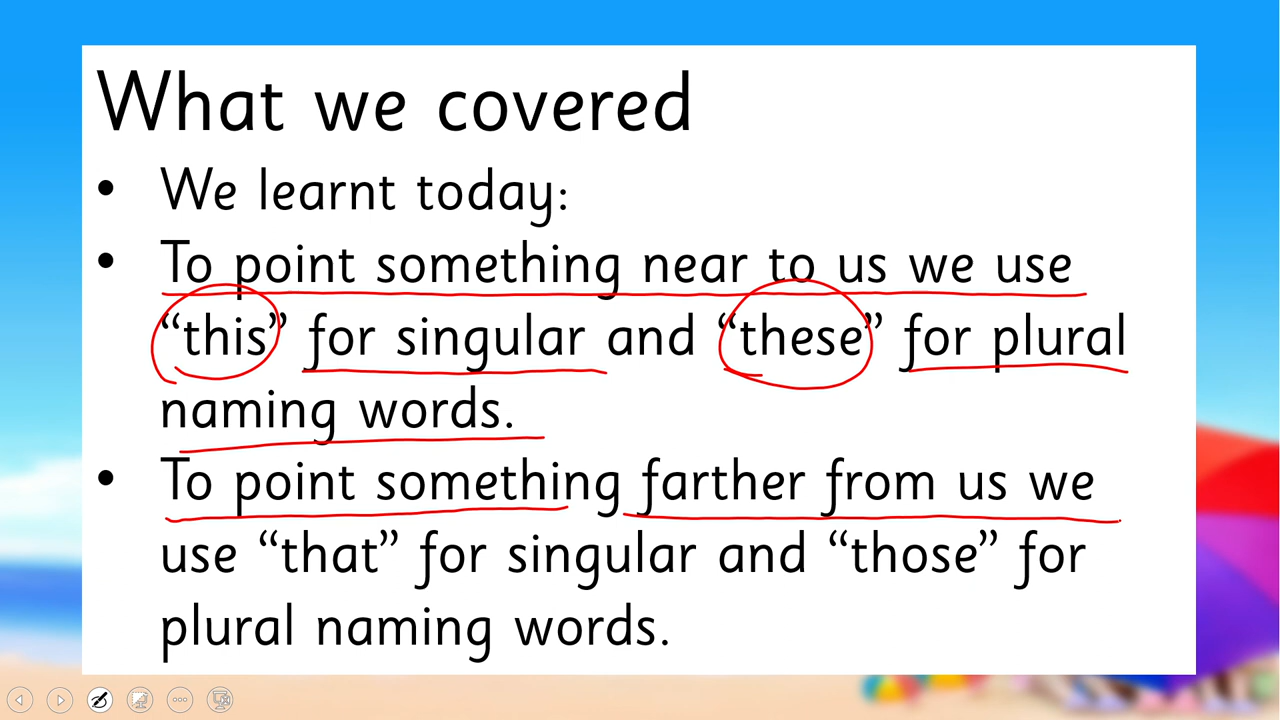 What we covered
• We learnt today:
• To point something near to us we use
“this” for singular and “these” for plural
naming words.
• To point something farther from us we
use “that” for singular and “those” for
plural naming words.